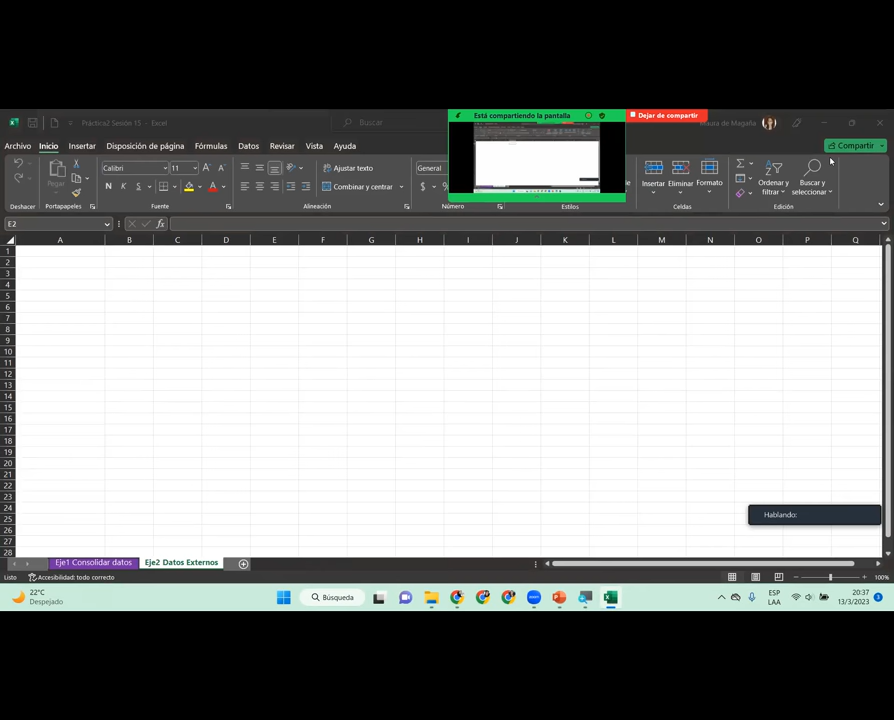 Práctica2 Sesión 15 - Excel
Buscar
Está compartiendo la pantalla
Dejar de compartir
de Magaña
Archivo
Inicio
Insertar
Disposición de página
Fórmulas
Datos
Revisar
Vista
Ayuda
Compartir
Pegar
Calibri
11
Ajustar texto
Combinar y centrar
General
Insertar
Eliminar
Formato
Ordenar y filtrar
Buscar y seleccionar
Deshacer
Portapapeles
Fuente
Alineación
Número
Estilos
Celdas
Edición
E2
fx
A B C D E F G H I J K L M N O P Q
1
2
3
4
5
6
7
8
9
10
11
12
13
14
15
16
17
18
19
20
21
22
23
24
25
26
27
28
Hablando:
Eje1 Consolidar datos
Eje2 Datos Externos
Listo
Accesibilidad: todo correcto
100%
22°C
Despejado
Búsqueda
ESP
LAA
20:37
13/3/2023
3